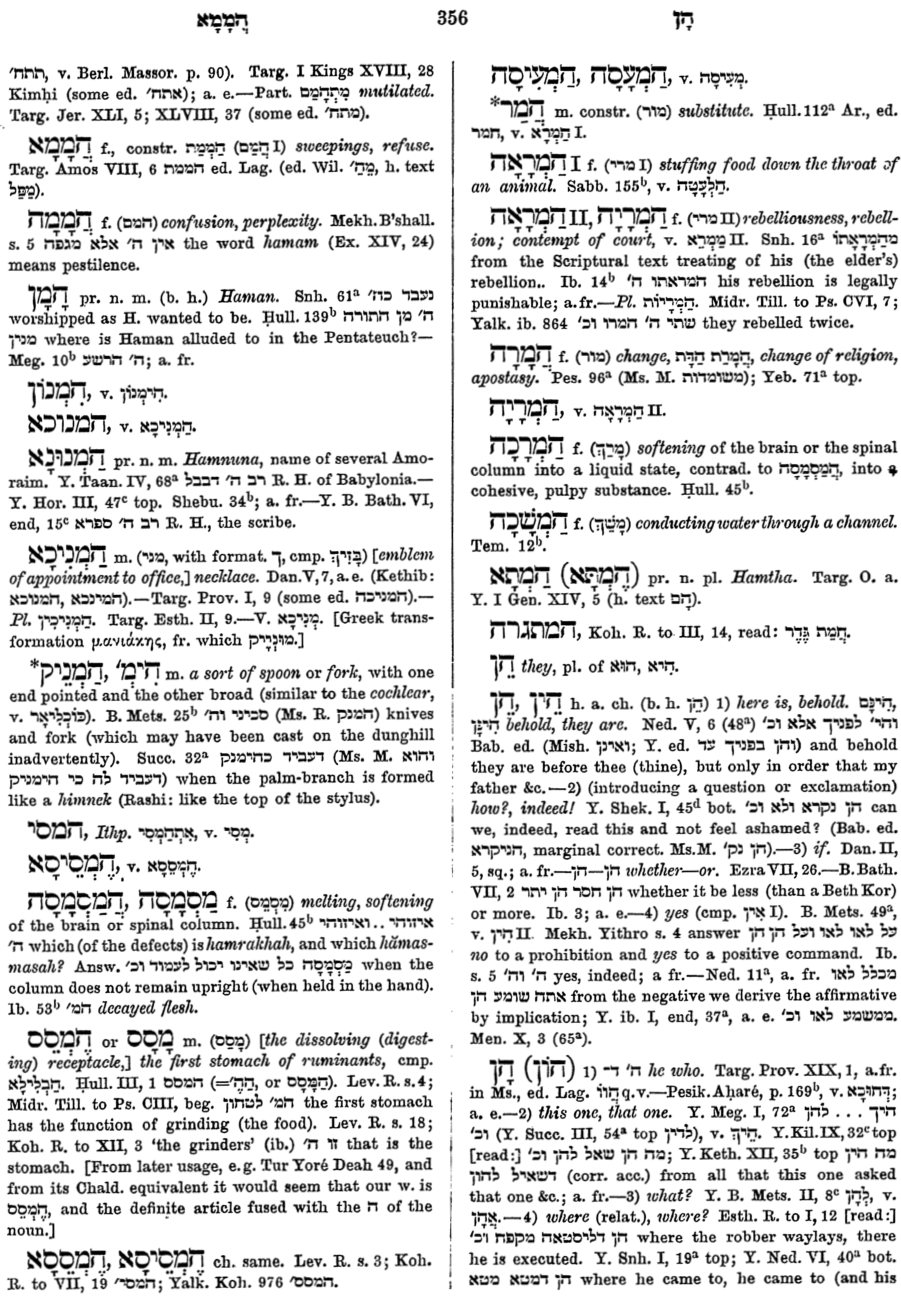 הֲמָמָא 356 הָן
תתח׳, v. Berl. Massor. p. 90). Targ. I Kings XVIII, 28
Kimḥi (some ed. אתח׳); a. e.—Part. מִתְחַמֵּם mutilated.
Targ. Jer. XLI, 5; XLVIII, 37 (some ed. מתח׳).
הֲמָמָא f., constr. הֲמָמַת (הֲמַם I) sweepings, refuse.
Targ. Amos VIII, 6 חממת ed. Lag. (ed. Wil. מַה׳, h. text
מַפַּל).
הֲמָמָה f. (המם) confusion, perplexity. Mekh. B'shall.
s. 5 אין ה׳ אלא מגפה the word hamam (Ex. XIV, 24)
means pestilence.
הָמָן pr. n. m. (b. h.) Haman. Snh. 61ᵃ נעבד כה׳
worshipped as H. wanted to be. Ḥull. 139ᵇ ה׳ מן התורה
מנין where is Haman alluded to in the Pentateuch?—
Meg. 10ᵇ ה׳ הרשע; a. fr.
הִמְנוֹן, v. הִימְנוֹן.
המנוכא, v. הַמְנִיכָא.
הַמְנוּנָא pr. n. m. Hamnuna, name of several Amo-
raim. Y. Taan. IV, 68ᵃ רב ה׳ דבבל R. H. of Babylonia.—
Y. Hor. III, 47ᶜ top. Shebu. 34ᵇ; a. fr.—Y. B. Bath. VI,
end, 15ᶜ רב ה׳ ספרא R. H., the scribe.
הַמְנִיכָא m. (מני, with format. ך, cmp. בָּזִיךְ) [emblem
of appointment to office,] necklace. Dan. V, 7, a. e. (Kethib:
המונכא, המינכא).—Targ. Prov. I, 9 (some ed. המניכה).—
Pl. הַמְנִיכִין. Targ. Esth. II, 9.—V. מְנִיכָא. [Greek trans-
formation μανιάκης, fr. which מוּנְיָיק.]
*הַמְנֵיק, הִימְ׳ m. a sort of spoon or fork, with one
end pointed and the other broad (similar to the cochlear,
v. כּוֹכְלִיאָר). B. Mets. 25ᵇ סכיני וה׳ (Ms. R. המנק) knives
and fork (which may have been cast on the dunghill
inadvertently). Succ. 32ᵃ דעביד כהימנק (Ms. M. והוא
דעביד לה כי הימניק) when the palm-branch is formed
like a himnek (Rashi: like the top of the stylus).
המסי, Ithp. אִתְהַמְסִי, v. מְסִי.
הֶמְסֵיסָא, v. הֶמְסֵסָא.
הֲמַסְמָסָה, מַסְמָסָה f. (מַסְמֵס) melting, softening
of the brain or spinal column. Ḥull. 45ᵇ איזוהי .. ואיזוהי
ה׳ which (of the defects) is hamrakhah, and which hămas-
masah? Answ. מַסְמָסָה כל שאינו יכול לעמוד וכ׳ when the
column does not remain upright (when held in the hand).
Ib. 53ᵇ המ׳ decayed flesh.
הֶמְסֵס or מָסָס m. (מסס) [the dissolving (digest-
ing) receptacle,] the first stomach of ruminants, cmp.
הַבְלִילָא. Ḥull. III, 1 המסס (=הַהֶ׳, or הַמָּסָס). Lev. R. s. 4;
Midr. Till. to Ps. CIII, beg. המ׳ לטחון the first stomach
has the function of grinding (the food). Lev. R. s. 18;
Koh. R. to XII, 3 ‘the grinders’ (ib.) זו ה׳ that is the
stomach. [From later usage, e. g. Tur Yoré Deah 49, and
from its Chald. equivalent it would seem that our w. is
הֶמְסֵס, and the definite article fused with the ה of the
noun.]
הֶמְסֵיסָא, הֶמְסֵסָא ch. same. Lev. R. s. 3; Koh.
R. to VII, 19 המסי׳; Yalk. Koh. 976 המסס׳.
הַמְעָסָה, הַמְעִיסָה, v. מְעִיסָה.
*הֲמַר m. constr. (מור) substitute. Ḥull. 112ᵃ Ar., ed.
חמר, v. הַמְרָא I.
הַמְרָאָה I f. (מרי I) stuffing food down the throat of
an animal. Sabb. 155ᵇ, v. הַלְעָטָה.
הַמְרָאָה II, הַמְרָיָה f. (מרי II) rebelliousness, rebell-
ion; contempt of court, v. מַמְרֵא II. Snh. 16ᵃ מהַמְרָאָתוֹ
from the Scriptural text treating of his (the elder's)
rebellion.. Ib. 14ᵇ המראתו ה׳ his rebellion is legally
punishable; a. fr.—Pl. הַמְרָיוֹת. Midr. Till. to Ps. CVI, 7;
Yalk. ib. 864 שתי ה׳ המרו וכ׳ they rebelled twice.
הֲמָרָה f. (מור) change, הֲמָרַת הַדָּת, change of religion,
apostasy. Pes. 96ᵃ (Ms. M. משומדות); Yeb. 71ᵃ top.
הַמְרָיָה, v. הַמְרָאָה II.
הַמְרָכָה f. (מָרַךְ) softening of the brain or the spinal
column into a liquid state, contrad. to הֲמַסְמָסָה, into a
cohesive, pulpy substance. Ḥull. 45ᵇ.
הַמְשָׁכָה f. (מָשַׁךְ) conducting water through a channel.
Tem. 12ᵇ.
הַמְתָא (הֶמְתָּא) pr. n. pl. Hamtha. Targ. O. a.
Y. I Gen. XIV, 5 (h. text הָם).
המתגרה, Koh. R. to III, 14, read: חַמַּת גְּדֵר.
הֵן they, pl. of הוּא, הִיא.
הֵן, הֵין h. a. ch. (b. h. הֵן) 1) here is, behold. הִינָּם,
הִינָּן behold, they are. Ned. V, 6 (48ᵃ) והי׳ לפניך אלא וכ׳
Bab. ed. (Mish. ואינן; Y. ed. והן בפניך עד) and behold
they are before thee (thine), but only in order that my
father &c.—2) (introducing a question or exclamation)
how?, indeed! Y. Shek. I, 45ᵈ bot. הן נקרא ולא וכ׳ can
we, indeed, read this and not feel ashamed? (Bab. ed.
הניקרא, marginal correct. Ms. M. הן נק׳).—3) if. Dan. II,
5, sq.; a. fr.—הן—הן whether—or. Ezra VII, 26.—B. Bath.
VII, 2 הן חסר הן יתר whether it be less (than a Beth Kor)
or more. Ib. 3; a. e.—4) yes (cmp. אִין I). B. Mets. 49ᵃ,
v. הִין II. Mekh. Yithro s. 4 answer על לאו לאו ועל הן הן
no to a prohibition and yes to a positive command. Ib.
s. 5 ה׳ וה׳ yes, indeed; a fr.—Ned. 11ᵃ, a. fr. מכלל לאו
אתה שומע הן from the negative we derive the affirmative
by implication; Y. ib. I, end, 37ᵃ, a. e. ממשמע לאו וכ׳.
Men. X, 3 (65ᵃ).
הָן (הוֹן) 1) ה׳ ד׳ he who. Targ. Prov. XIX, 1, a. fr.
in Ms., ed. Lag. הוֹ q. v.—Pesik. Aḥaré, p. 169ᵇ, v. דְּהוּבָא;
a. e.—2) this one, that one. Y. Meg. I, 72ᵃ היך . . . להן
וכ׳ (Y. Succ. III, 54ᵃ top לדין), v. הֵיךְ. Y. Kil. IX, 32ᶜ top
[read:] מה הן שאל להן וכ׳; Y. Keth. XII, 35ᵇ top מה הין
דשאיל להון (corr. acc.) from all that this one asked
that one &c.; a. fr.—3) what? Y. B. Mets. II, 8ᶜ לְהָן, v.
אֲהָן.—4) where (relat.), where? Esth. R. to I, 12 [read:]
הן דליסטאה מקפח וכ׳ where the robber waylays, there
he is executed. Y. Snh. I, 19ᵃ top; Y. Ned. VI, 40ᵃ bot.
הן דמטא מטא where he came to, he came to (and his